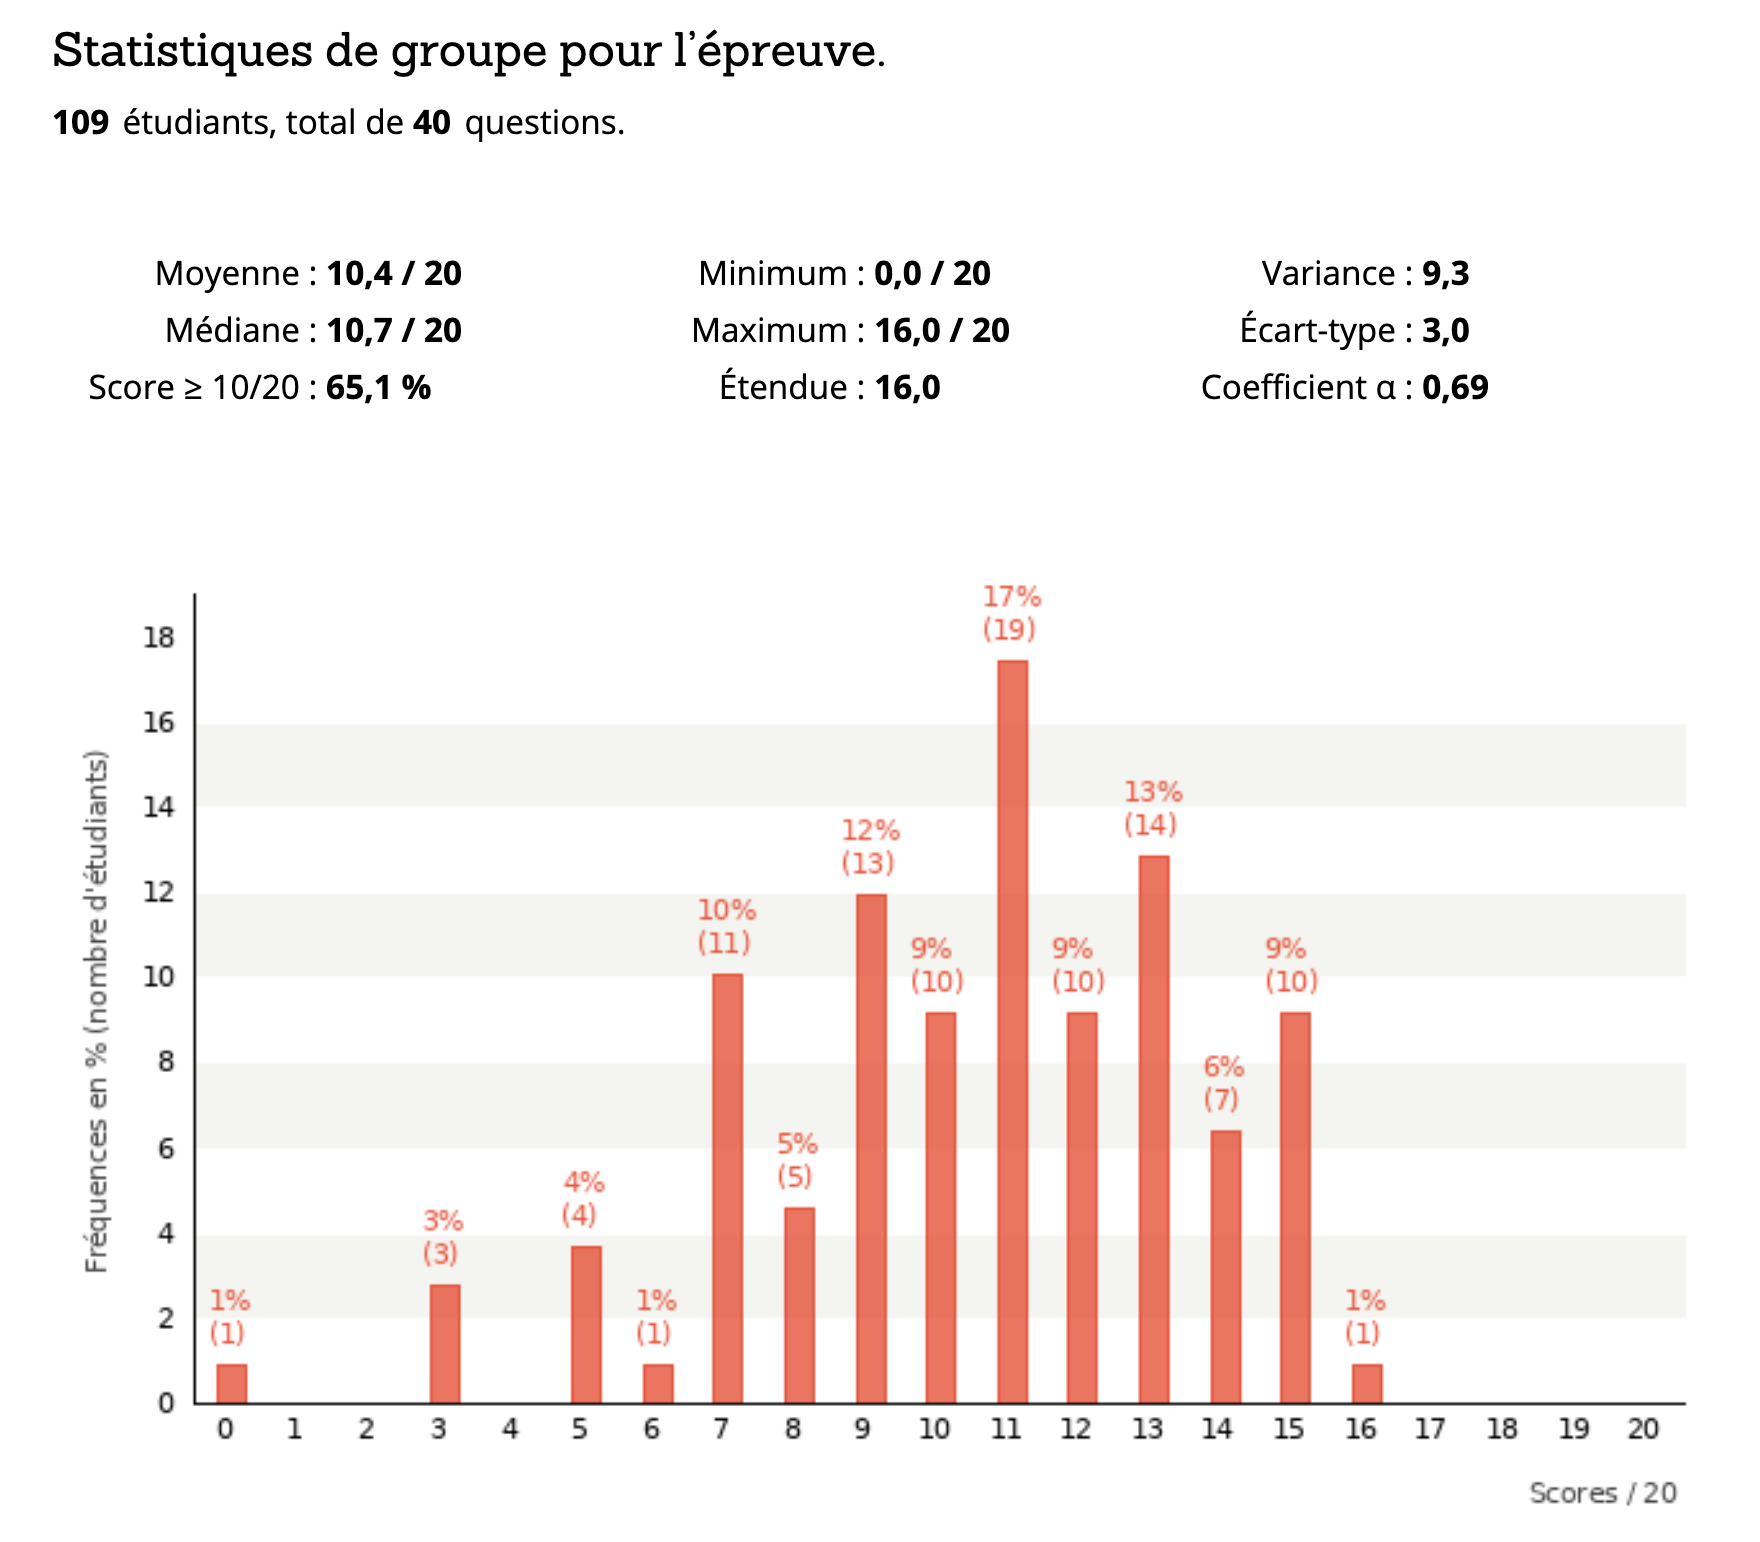 Statistiques de groupe pour l'épreuve.
109 étudiants, total de 40 questions.
Moyenne : 10,4 / 20
Médiane : 10,7 / 20
Score ≥ 10/20 : 65,1 %
Minimum : 0,0 / 20
Maximum : 16,0 / 20
Étendue : 16,0
Variance : 9,3
Écart-type : 3,0
Coefficient α : 0,69
Fréquences en % (nombre d'étudiants)
18
16
14
12
10
8
6
4
2
0
1%
(1)
3%
(3)
4%
(4)
1%
(1)
10%
(11)
5%
(5)
12%
(13)
9%
(10)
17%
(19)
9%
(10)
13%
(14)
6%
(7)
9%
(10)
1%
(1)
0 1 2 3 4 5 6 7 8 9 10 11 12 13 14 15 16 17 18 19 20
Scores / 20